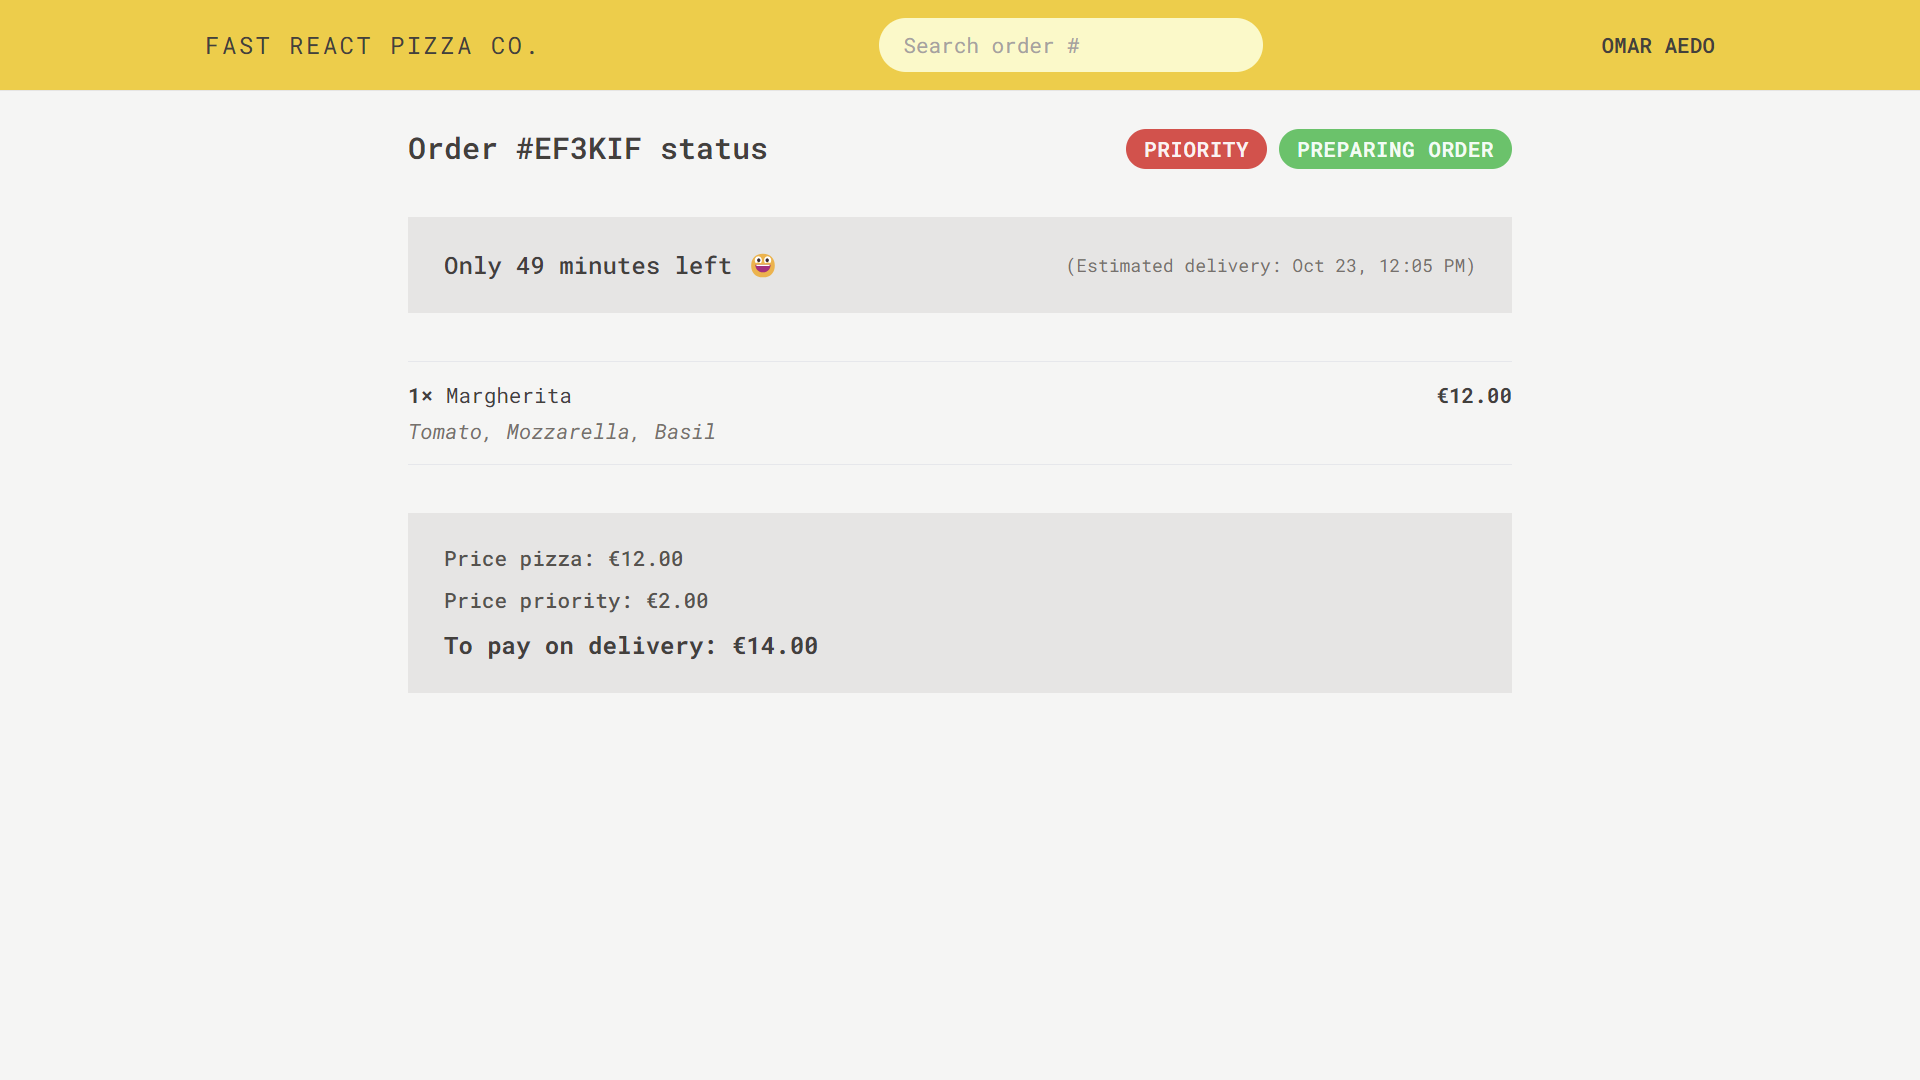 FAST REACT PIZZA CO.
Search order #
OMAR AEDO
Order #EF3KIF status
PRIORITY
PREPARING ORDER
Only 49 minutes left 😀
(Estimated delivery: Oct 23, 12:05 PM)
1× Margherita
€12.00
Tomato, Mozzarella, Basil
Price pizza: €12.00
Price priority: €2.00
To pay on delivery: €14.00